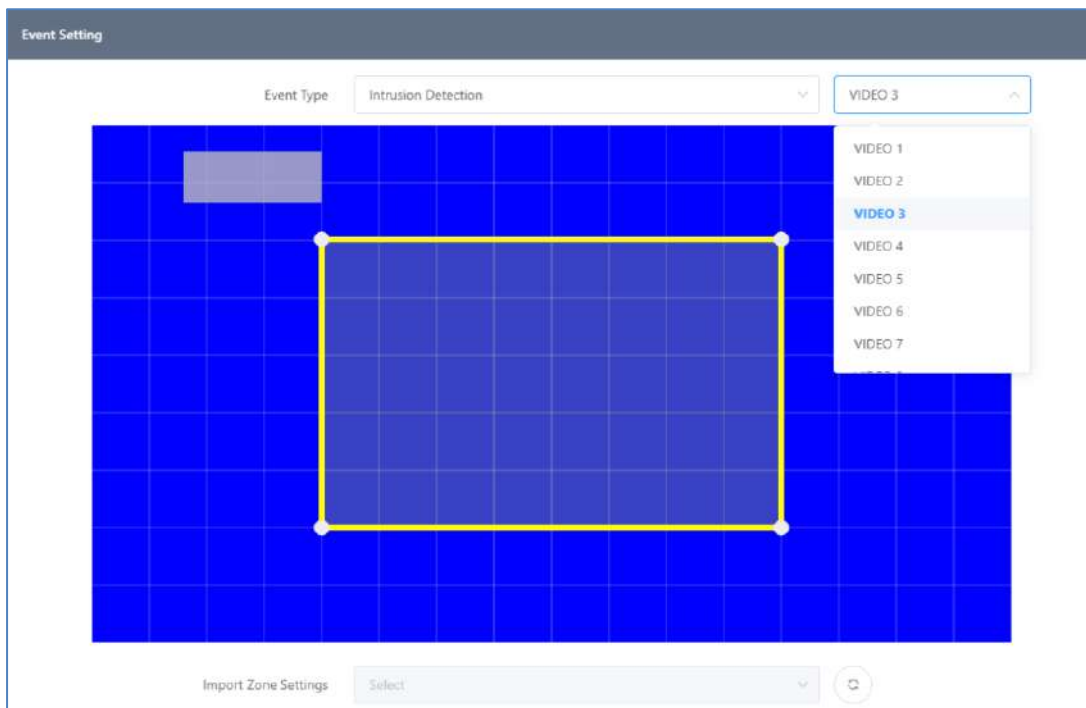 Event Setting
Event Type
Intrusion Detection
VIDEO 3
VIDEO 1
VIDEO 2
VIDEO 3
VIDEO 4
VIDEO 5
VIDEO 6
VIDEO 7
Import Zone Settings
Select